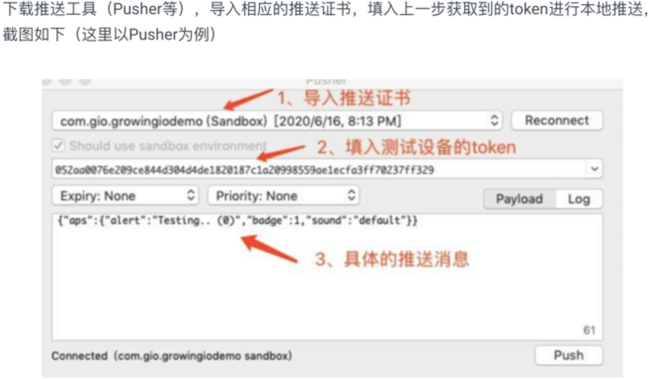 下载推送工具（Pusher等），导入相应的推送证书，填入上一步获取到的token进行本地推送，
截图如下（这里以Pusher为例）
Pusher
1、导入推送证书
com.gio.growingiodemo (Sandbox) [2020/6/16, 8:13 PM]
Reconnect
Should use sandbox environment
2、填入测试设备的token
052aa0076e209ce844d304d4de1820187c1a20998559ae1ecfa3ff70237ff329
Expiry: None
Priority: None
Payload
Log
{"aps":{"alert":"Testing.. (0)","badge":1,"sound":"default"}}
3、具体的推送消息
61
Connected (com.gio.growingiodemo sandbox)
Push